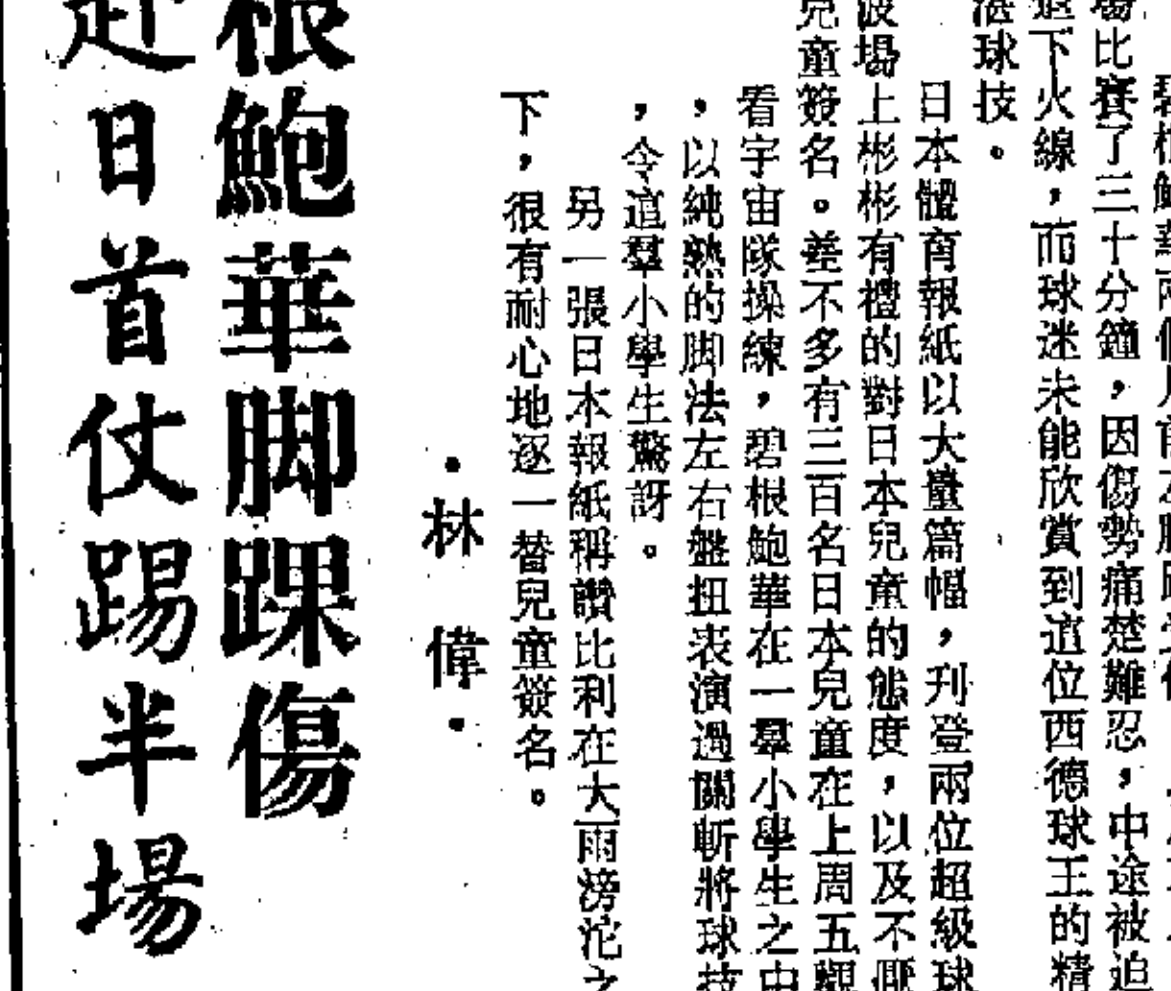 場比賽了三十分鐘，因傷勢痛楚難忍，中途被迫
退下火線，而球迷未能欣賞到這位西德球王的精
湛球技。
日本體育報紙以大量篇幅，刊登兩位超級球
波場上彬彬有禮的對日本兒童的態度，以及不厭
兒童簽名。差不多有三百名日本兒童在上周五觀
看宇宙隊操練，碧根鮑華在一羣小學生之中
，以純熟的脚法左右盤扭表演過關斬將球技
，令這羣小學生驚訝。
另一張日本報紙稱讚比利在大雨滂沱之
下，很有耐心地逐一替兒童簽名。
·林偉·
根鮑華脚踝傷
赴日首仗踢半場